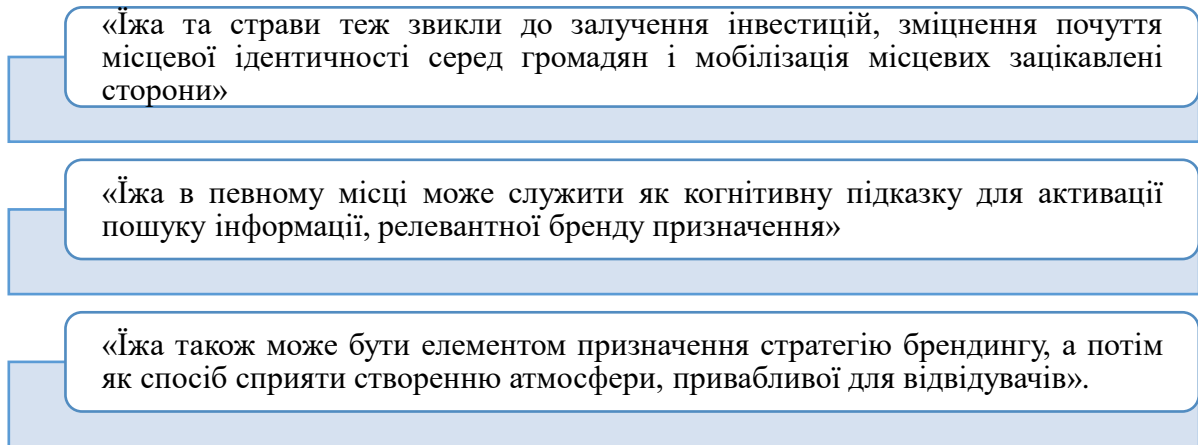 «Їжа та страви теж звикли до залучення інвестицій, зміцнення почуття
місцевої ідентичності серед громадян і мобілізація місцевих зацікавлені
сторони»
«Їжа в певному місці може служити як когнітивну підказку для активації
пошуку інформації, релевантної бренду призначення»
«Їжа також може бути елементом призначення стратегію брендингу, а потім
як спосіб сприяти створенню атмосфери, привабливої для відвідувачів».